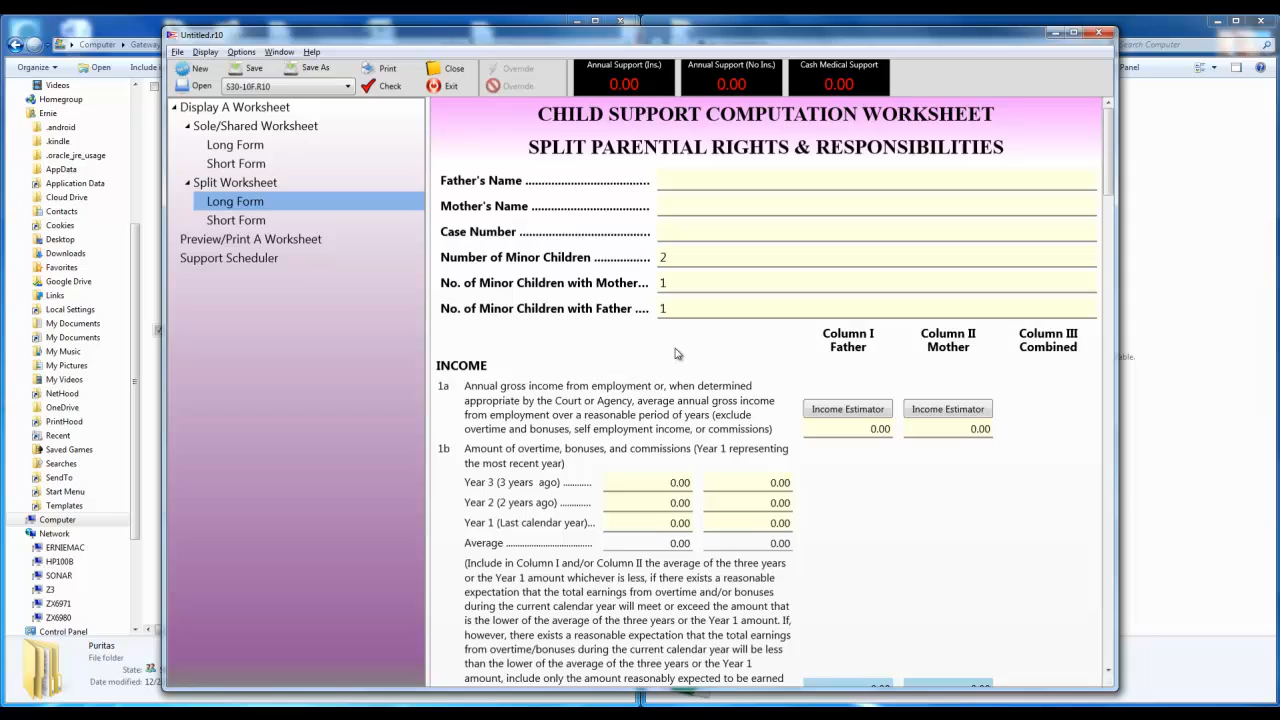 Untitled.r10
Computer
Gateway
Search Computer
File Display Options Window Help
Organize Open Include i
Panel
New Save Save As Print Close Override
Open S30-10F.R10 Check Exit Override
Annual Support (Ins.) Annual Support (No Ins.) Cash Medical Support
0.00 0.00 0.00
Videos
Homegroup
Ernie
.android
.kindle
.oracle_jre_usage
AppData
Application Data
Cloud Drive
Contacts
Cookies
Desktop
Downloads
Favorites
Google Drive
Links
Local Settings
My Documents
My Documents
My Music
My Pictures
My Videos
NetHood
OneDrive
PrintHood
Recent
Saved Games
Searches
SendTo
Start Menu
Templates
Computer
Network
ERNIEMAC
HP100B
SONAR
Z3
ZX6971
ZX6980
Control Panel
Puritas
File folder
State:
Date modified: 12/2
Display A Worksheet
Sole/Shared Worksheet
Long Form
Short Form
Split Worksheet
Long Form
Short Form
Preview/Print A Worksheet
Support Scheduler
CHILD SUPPORT COMPUTATION WORKSHEET
SPLIT PARENTAL RIGHTS & RESPONSIBILITIES
Father's Name ........................................
Mother's Name ......................................
Case Number ..........................................
Number of Minor Children ................. 2
No. of Minor Children with Mother... 1
No. of Minor Children with Father .... 1
Column I Column II Column III
Father Mother Combined
INCOME
1a Annual gross income from employment or, when determined
appropriate by the Court or Agency, average annual gross income
from employment over a reasonable period of years (exclude
overtime and bonuses, self employment income, or commissions)
Income Estimator Income Estimator
0.00 0.00
1b Amount of overtime, bonuses, and commissions (Year 1 representing
the most recent year)
Year 3 (3 years ago) ........... 0.00 0.00
Year 2 (2 years ago) ............ 0.00 0.00
Year 1 (Last calendar year)... 0.00 0.00
Average ...................................... 0.00 0.00
(Include in Column I and/or Column II the average of the three years
or the Year 1 amount whichever is less, if there exists a reasonable
expectation that the total earnings from overtime and/or bonuses
during the current calendar year will meet or exceed the amount that
is the lower of the average of the three years or the Year 1 amount. If,
however, there exists a reasonable expectation that the total earnings
from overtime/bonuses during the current calendar year will be less
than the lower of the average of the three years or the Year 1
amount, include only the amount reasonably expected to be earned
0.00 0.00
able.